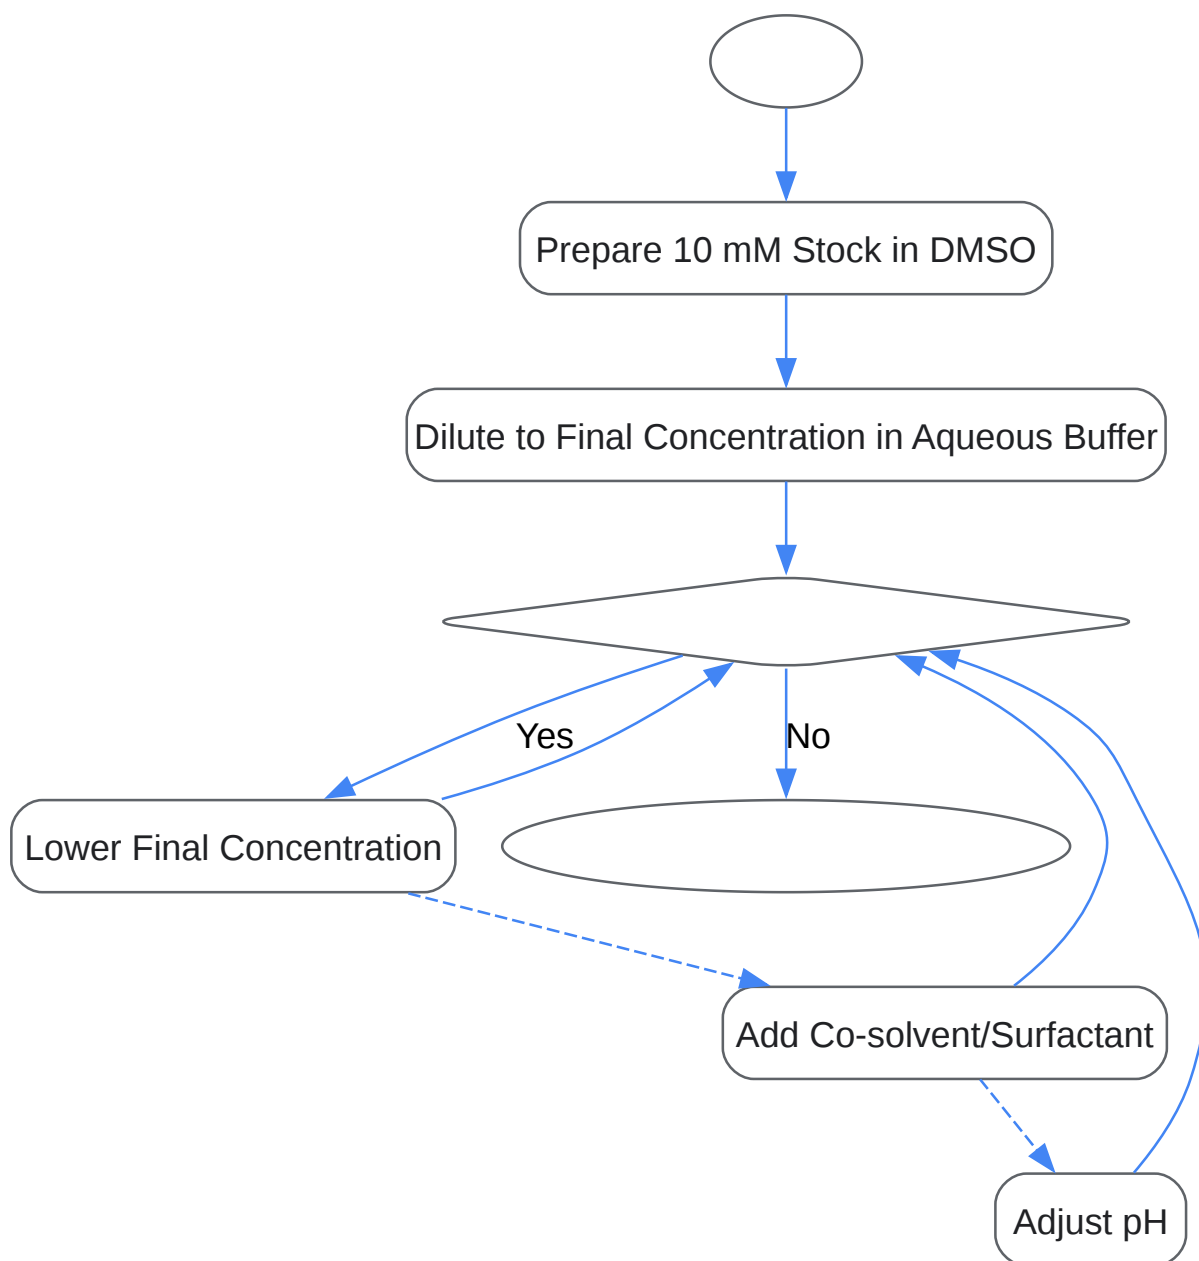 Prepare 10 mM Stock in DMSO
Dilute to Final Concentration in Aqueous Buffer
Yes
No
Lower Final Concentration
Add Co-solvent/Surfactant
Adjust pH